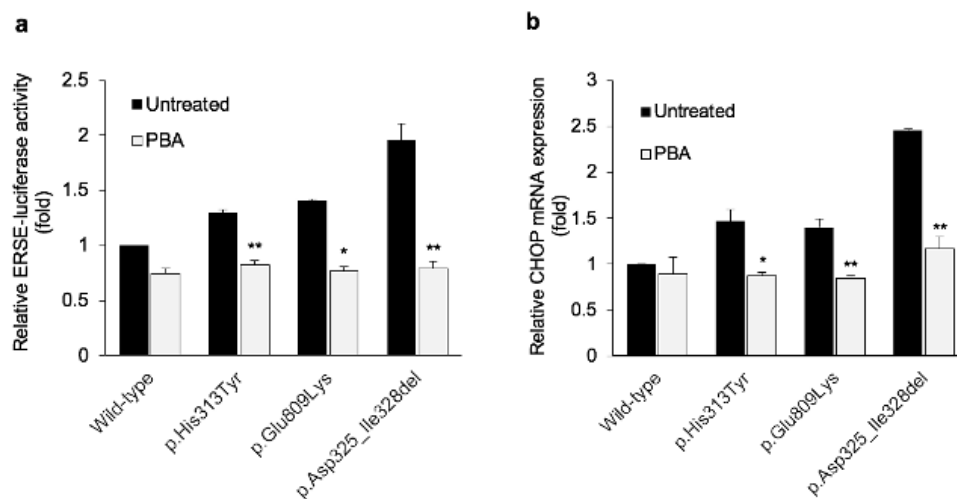 a
Relative ERSE-luciferase activity
(fold)
2.5
2
1.5
1
0.5
0
Untreated
PBA
**
*
**
Wild-type
p.His313Tyr
p.Glu809Lys
p.Asp325_Ile328del
b
Relative CHOP mRNA expression
(fold)
3
2.5
2
1.5
1
0.5
0
Untreated
PBA
*
**
**
Wild-type
p.His313Tyr
p.Glu809Lys
p.Asp325_Ile328del